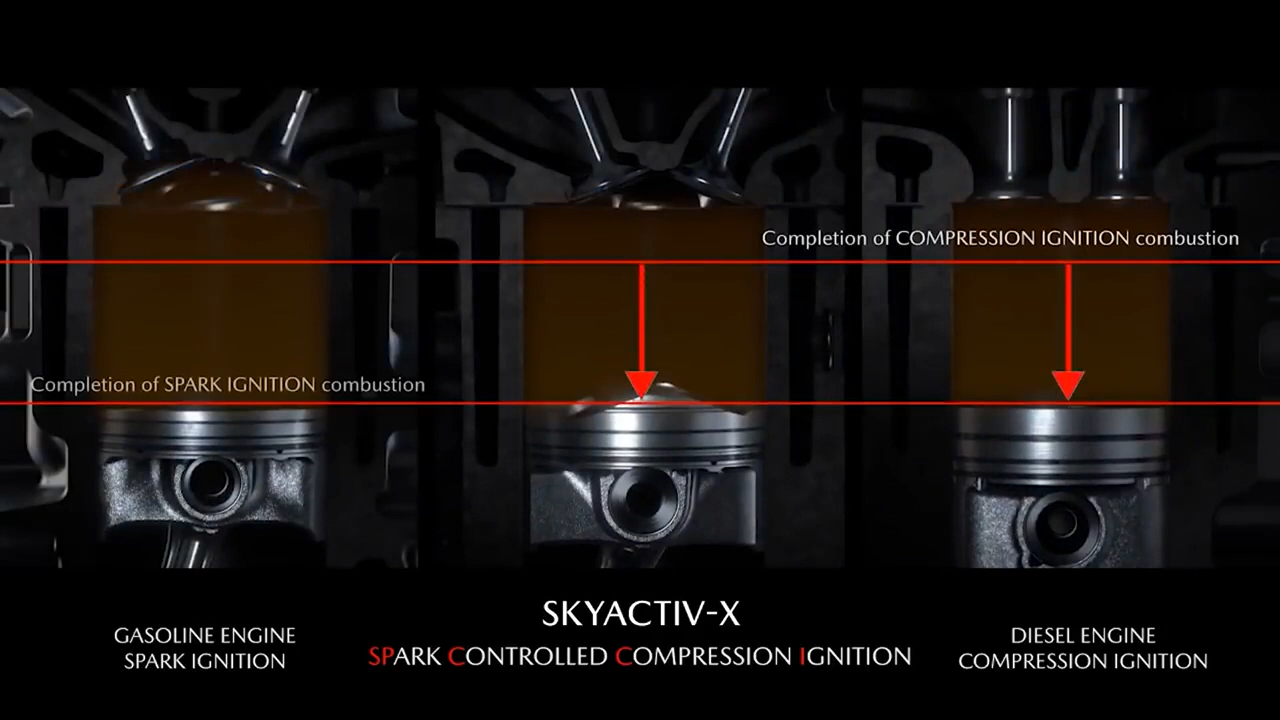 Completion of COMPRESSION IGNITION combustion
Completion of SPARK IGNITION combustion
GASOLINE ENGINE
SPARK IGNITION
SKYACTIV-X
SPARK CONTROLLED COMPRESSION IGNITION
DIESEL ENGINE
COMPRESSION IGNITION